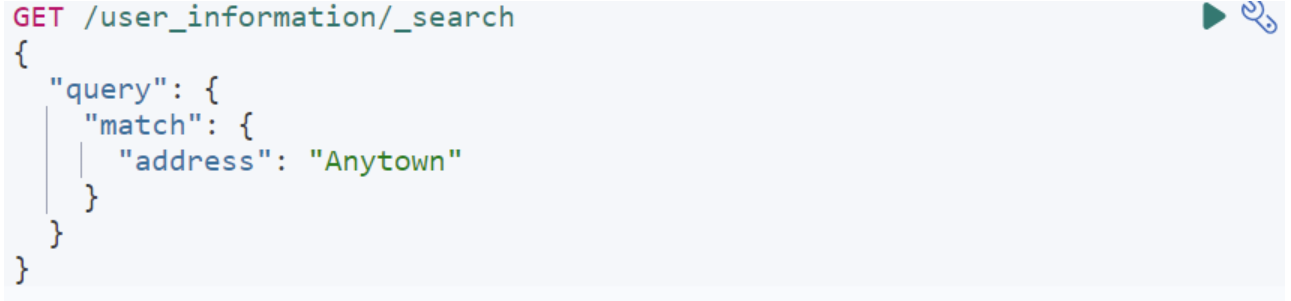 GET /user_information/_search
{
  "query": {
    "match": {
      "address": "Anytown"
    }
  }
}